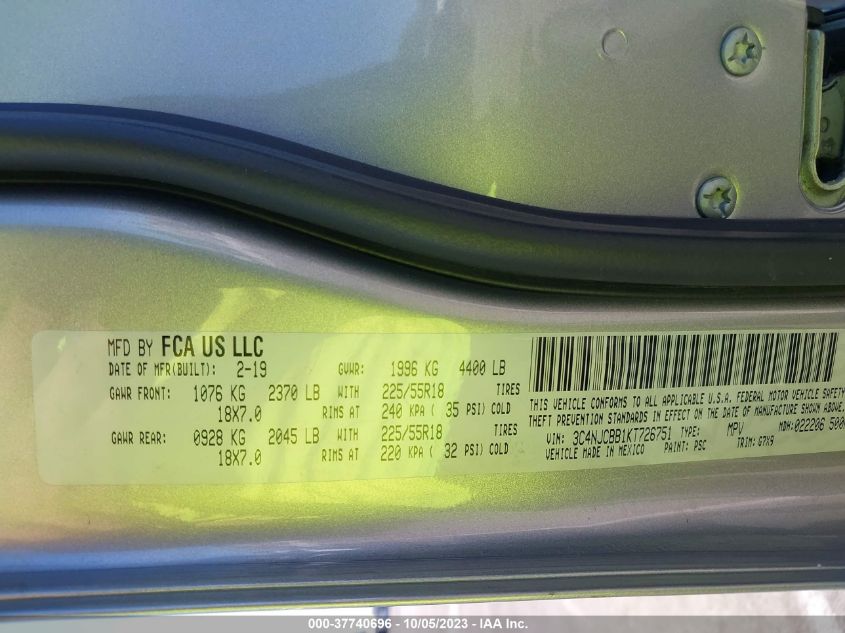 MFD BY FCA US LLC
DATE OF MFR(BUILT): 2-19 GVWR: 1996 KG 4400 LB
GAWR FRONT: 1076 KG 2370 LB WITH 225/55R18 TIRES
18X7.0 RIMS AT 240 KPA ( 35 PSI) COLD
GAWR REAR: 0928 KG 2045 LB WITH 225/55R18 TIRES
18X7.0 RIMS AT 220 KPA ( 32 PSI) COLD
THIS VEHICLE CONFORMS TO ALL APPLICABLE U.S.A. FEDERAL MOTOR VEHICLE
THEFT PREVENTION STANDARDS IN EFFECT ON THE DATE OF MANUFACTURE SHOWN ABOVE.
VIN: 3C4NJCBB1KT726751 TYPE: MPV MDH:022206
VEHICLE MADE IN MEXICO PAINT: PSC TRIM: G7X9
000-37740696 - 10/05/2023 - IAA Inc.